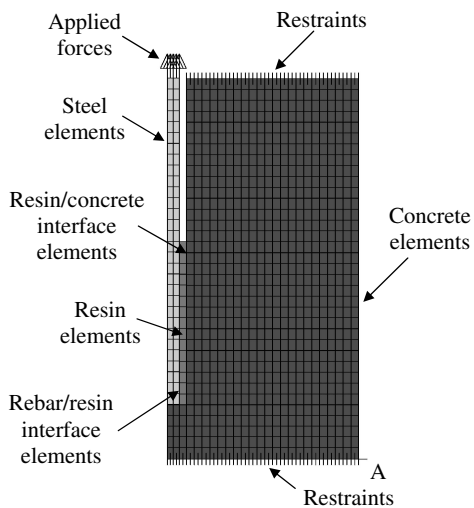 Applied
forces
Restraints
Steel
elements
Resin/concrete
interface
elements
Concrete
elements
Resin
elements
Rebar/resin
interface
elements
A
Restraints